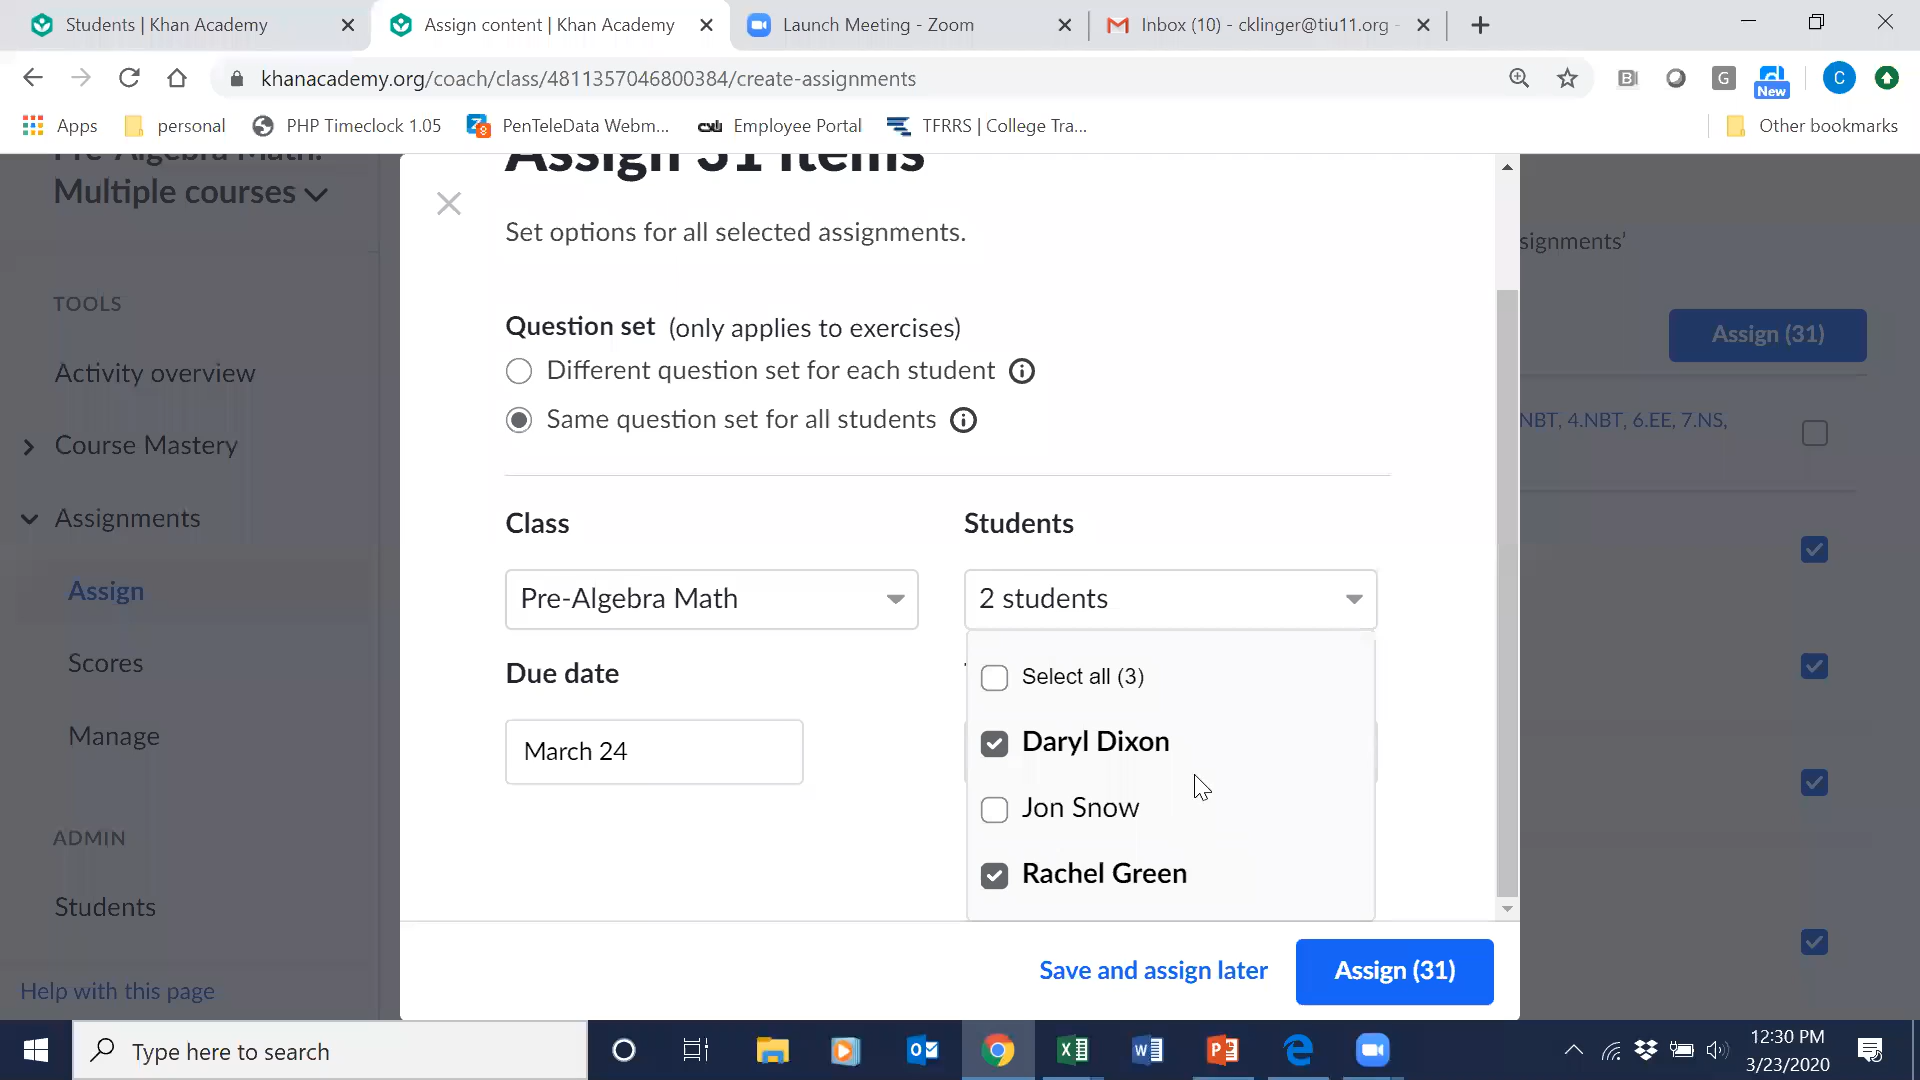 Students | Khan Academy
Assign content | Khan Academy
Launch Meeting - Zoom
Inbox (10) - cklinger@tiu11.org -
khanacademy.org/coach/class/4811357046800384/create-assignments
B
G
New
C
Apps
personal
PHP Timeclock 1.05
PenTeleData Webm...
Employee Portal
TFRRS | College Tra...
Other bookmarks
Pre-Algebra Math:
Multiple courses
TOOLS
Activity overview
Course Mastery
Assignments
Assign
Scores
Manage
ADMIN
Students
Help with this page
Assign 31 items
Set options for all selected assignments.
Question set (only applies to exercises)
Different question set for each student
Same question set for all students
Class
Students
Pre-Algebra Math
2 students
Due date
March 24
Select all (3)
Daryl Dixon
Jon Snow
Rachel Green
Save and assign later
Assign (31)
signments'
Assign (31)
NBT, 4.NBT, 6.EE, 7.NS,
Type here to search
12:30 PM
3/23/2020